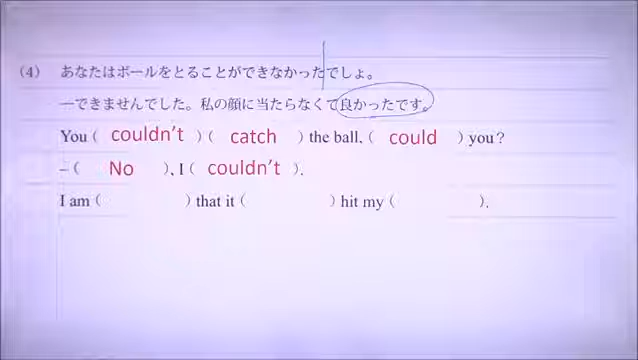 (4) あなたはボールをとることができなかったでしょ。
―できませんでした。私の顔に当たらなくて良かったです。
You ( couldn't ) ( catch ) the ball, ( could ) you?
– ( No ), I ( couldn't ).
I am ( ) that it ( ) hit my ( ).